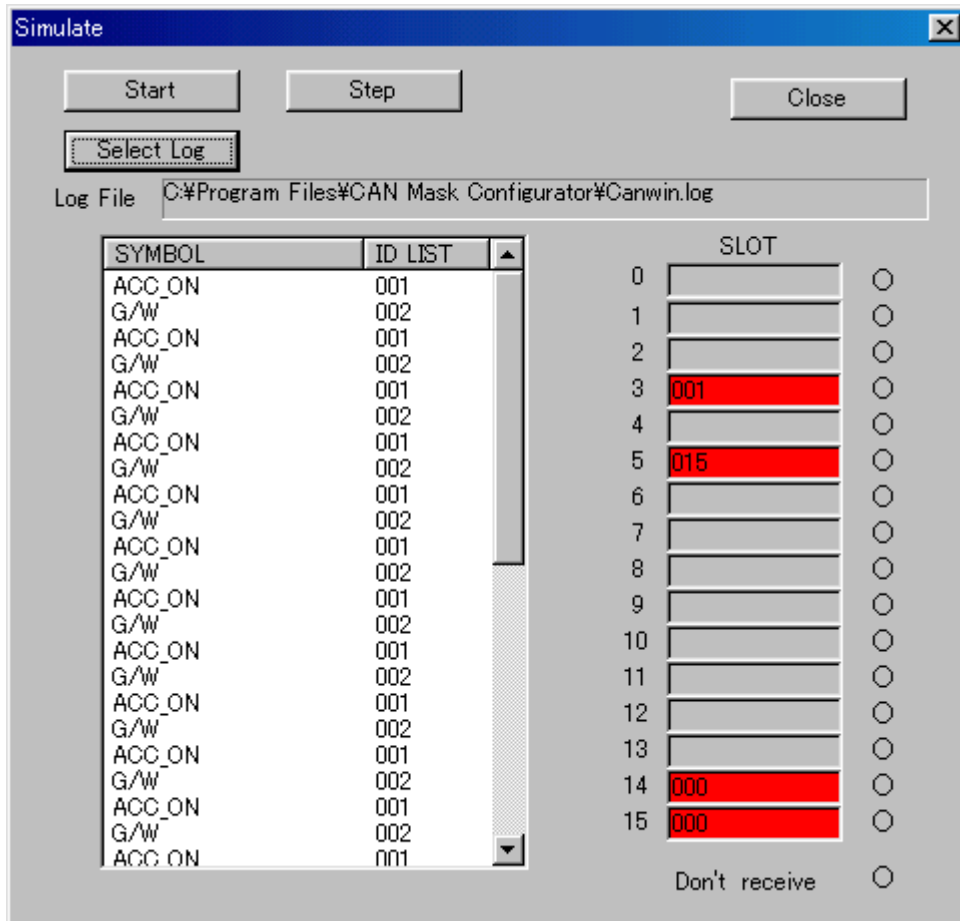 Simulate
Start Step Close
Select Log
Log File C:¥Program Files¥CAN Mask Configurator¥Canwin.log
SYMBOL ID LIST
ACC_ON 001
G/W 002
ACC_ON 001
G/W 002
ACC_ON 001
G/W 002
ACC_ON 001
G/W 002
ACC_ON 001
G/W 002
ACC_ON 001
G/W 002
ACC_ON 001
G/W 002
ACC_ON 001
G/W 002
ACC_ON 001
G/W 002
ACC_ON 001
G/W 002
ACC_ON 001
G/W 002
ACC_ON 001
SLOT
0
1
2
3 001
4
5 015
6
7
8
9
10
11
12
13
14 000
15 000
Don't receive